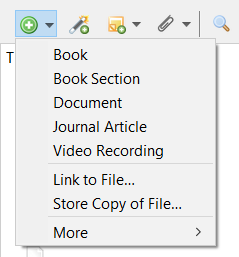 T
Book
Book Section
Document
Journal Article
Video Recording
Link to File...
Store Copy of File...
More